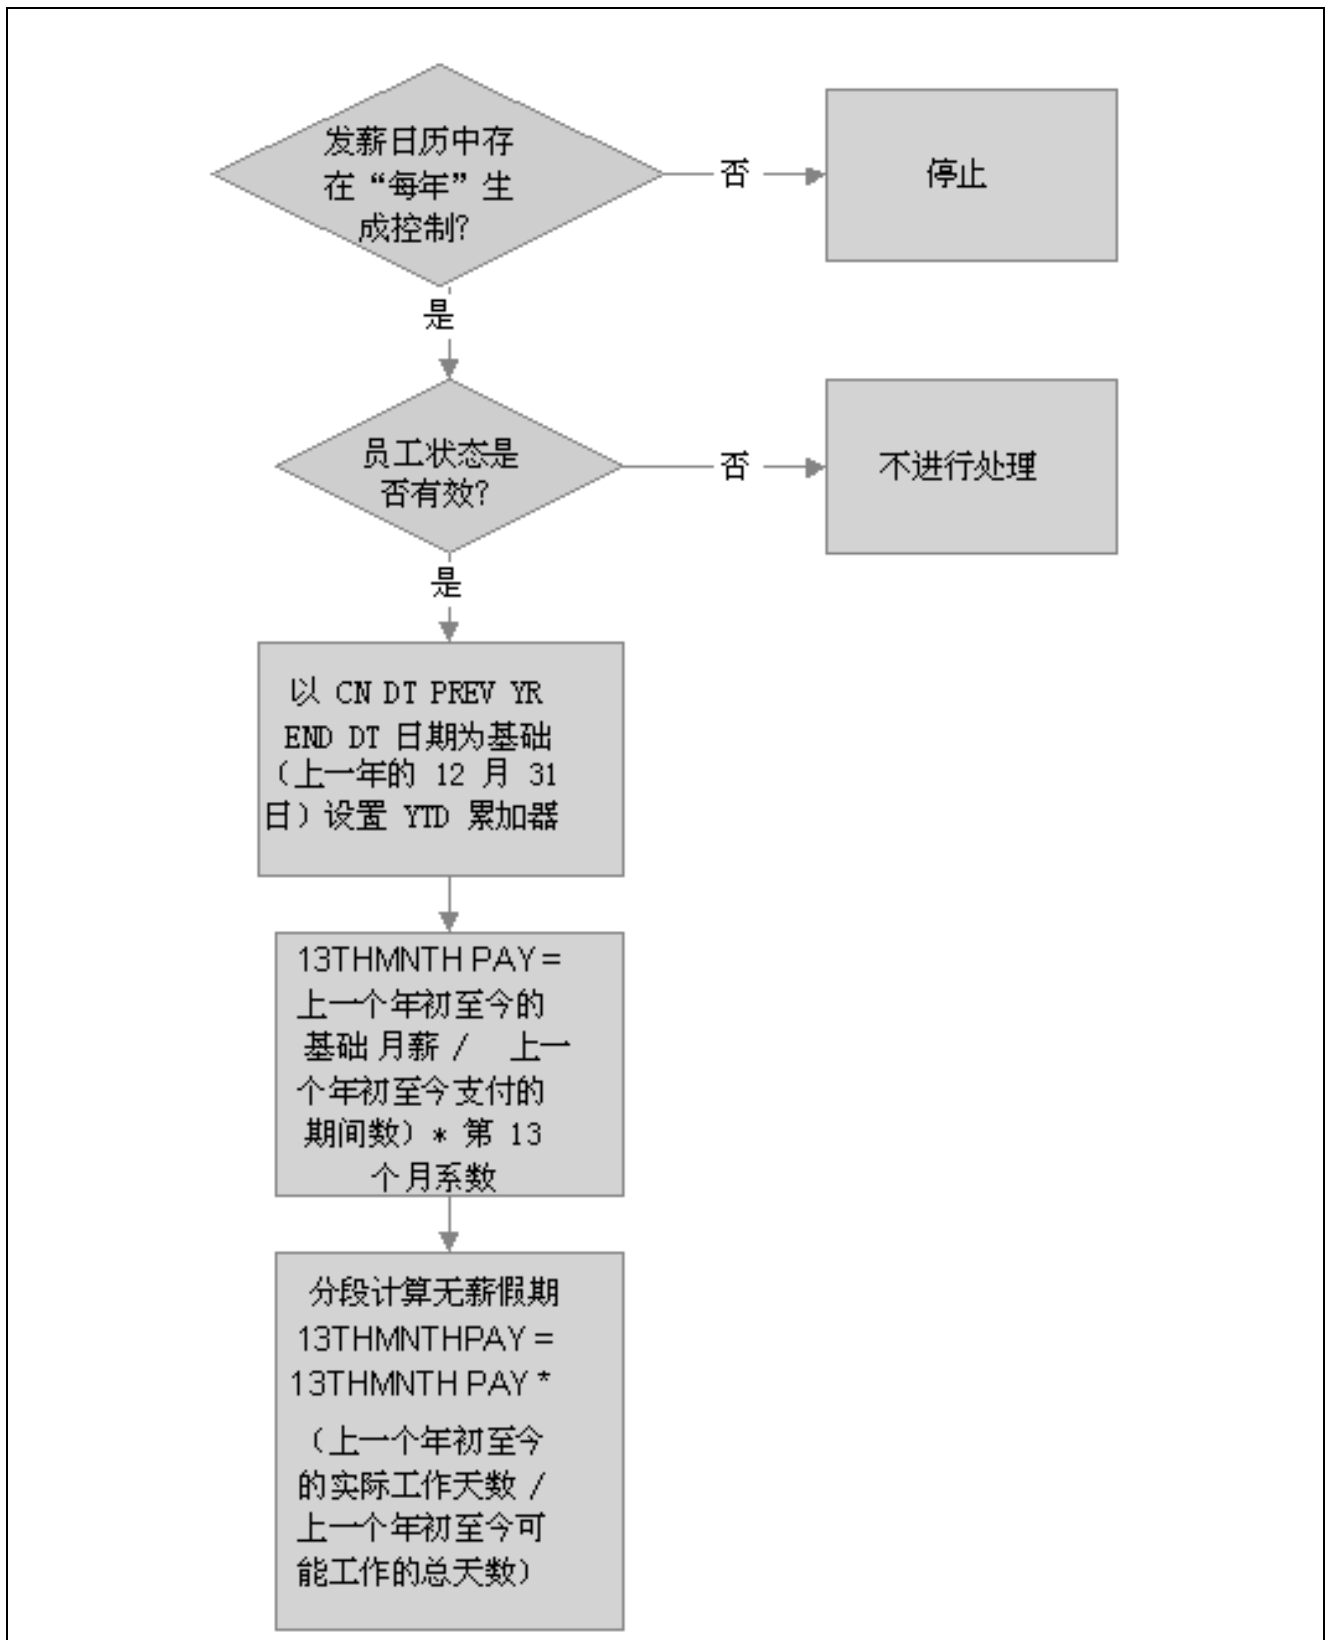 发薪日历中存
在“每年”生
成控制?
否
停止
是
员工状态是
否有效?
否
不进行处理
是
以 CN DT PREV YR
END DT 日期为基础
（上一年的 12 月 31
日）设置 YTD 累加器
13THMNTH PAY =
上一个年初至今的
基础 月薪 / 上一
个年初至今支付的
期间数）* 第 13
个月系数
分段计算无薪假期
13THMNTHPAY =
13THMNTH PAY *
（上一个年初至今
的实际工作天数 /
上一个年初至今可
能工作的总天数）